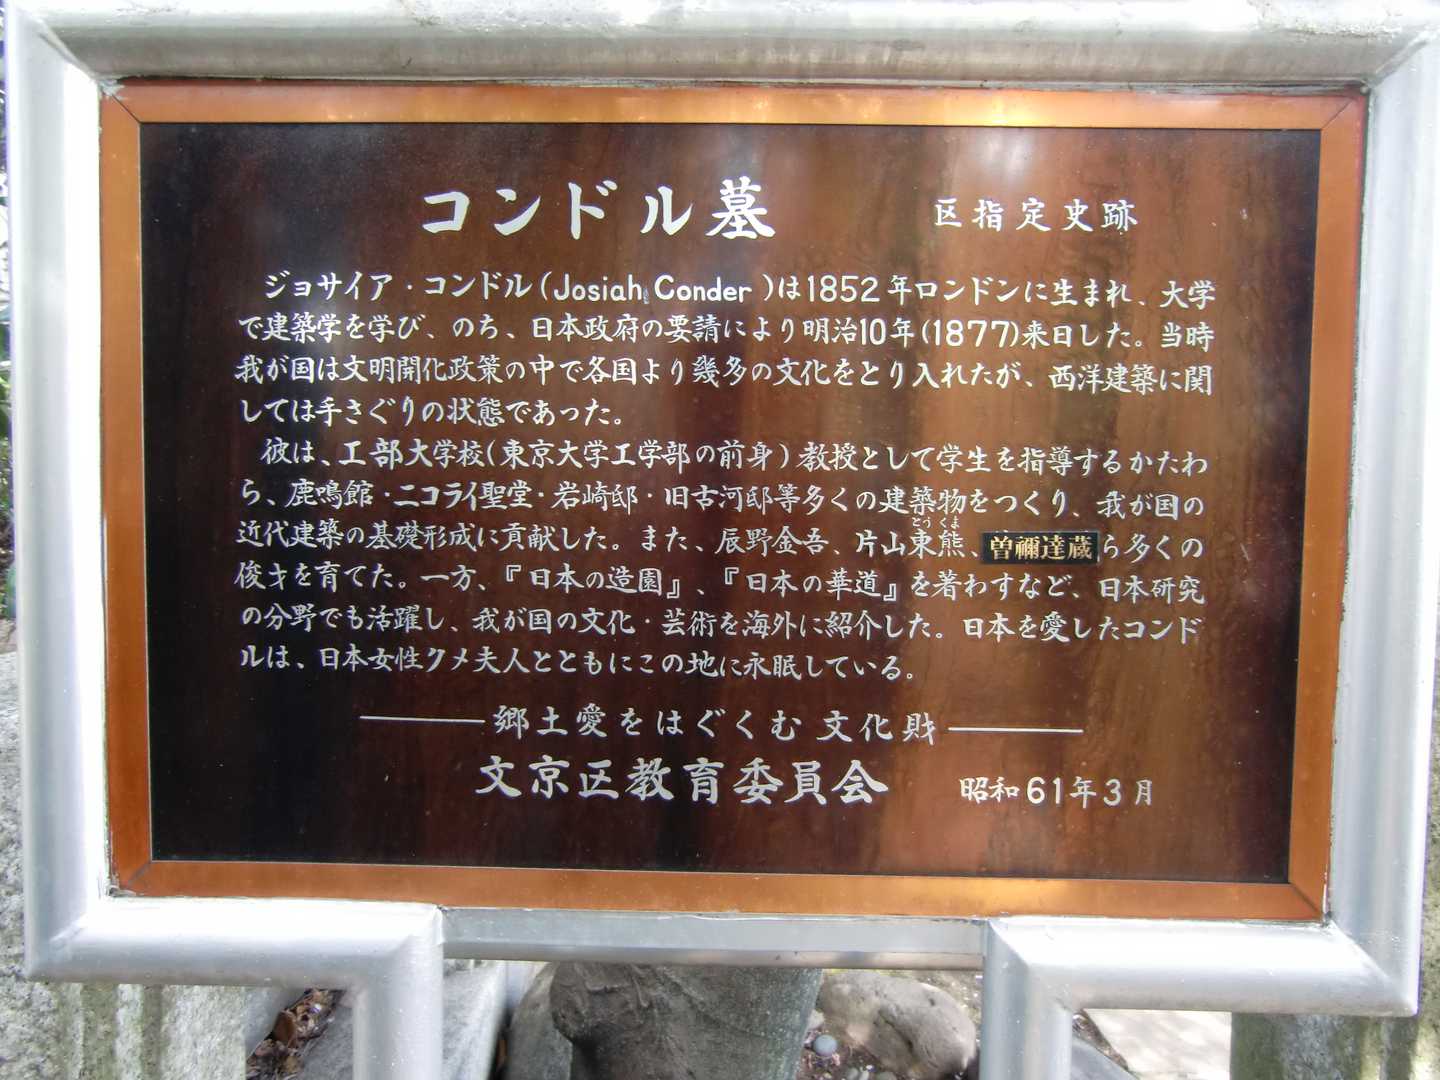 コンドル墓 区指定史跡
ジョサイア・コンドル(Josiah Conder)は1852年ロンドンに生まれ、大学
で建築学を学び、のち、日本政府の要請により明治10年(1877)来日した。当時
我が国は文明開化政策の中で各国より幾多の文化をとり入れたが、西洋建築に関
しては手さぐりの状態であった。
彼は、工部大学校(東京大学工学部の前身)教授として学生を指導するかたわ
ら、鹿鳴館・ニコライ聖堂・岩崎邸・旧古河邸等多くの建築物をつくり、我が国の
とうくま
近代建築の基礎形成に貢献した。また、辰野金吾、片山東熊、曽禰達蔵ら多くの
俊才を育てた。一方、『日本の造園』、『日本の華道』を著わすなど、日本研究
の分野でも活躍し、我が国の文化・芸術を海外に紹介した。日本を愛したコンド
ルは、日本女性クメ夫人とともにこの地に永眠している。
郷土愛をはぐくむ文化財
文京区教育委員会 昭和61年3月